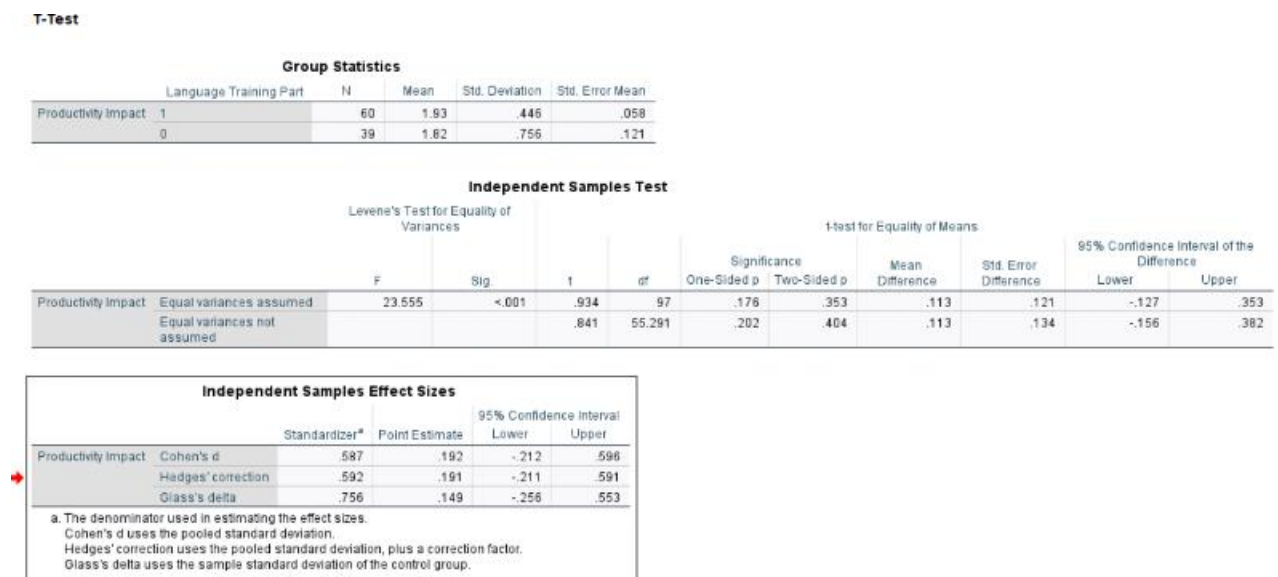 T-Test
Group Statistics
Language Training Part N Mean Std. Deviation Std. Error Mean
Productivity Impact 1 60 1.93 .446 .058
0 39 1.82 .756 .121
Independent Samples Test
Levene's Test for Equality of Variances t-test for Equality of Means
Significance Mean Difference Std. Error Difference 95% Confidence Interval of the Difference
F Sig. t df One-Sided p Two-Sided p Lower Upper
Productivity Impact Equal variances assumed 23.555 <.001 .934 97 .176 .353 .113 .121 -.127 .353
Equal variances not assumed .841 55.291 .202 .404 .113 .134 -.156 .382
Independent Samples Effect Sizes
95% Confidence Interval
Standardizerᵃ Point Estimate Lower Upper
Productivity Impact Cohen's d .587 .192 -.212 .596
Hedges' correction .592 .191 -.211 .591
Glass's delta .756 .149 -.256 .553
a. The denominator used in estimating the effect sizes.
Cohen's d uses the pooled standard deviation.
Hedges' correction uses the pooled standard deviation, plus a correction factor.
Glass's delta uses the sample standard deviation of the control group.